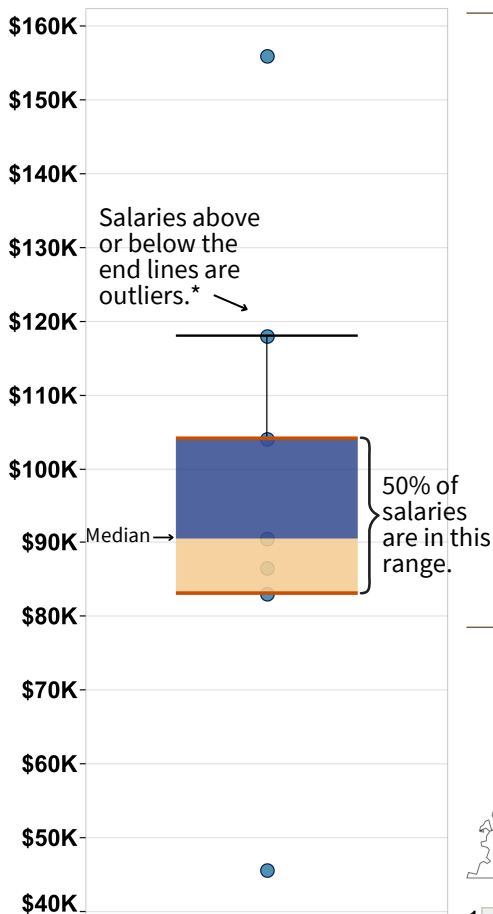 $160K
$150K
$140K
Salaries above
or below the
end lines are
outliers.*
$130K
$120K
$110K
$100K
50% of
salaries
are in this
range.
Median
$90K
$80K
$70K
$60K
$50K
$40K